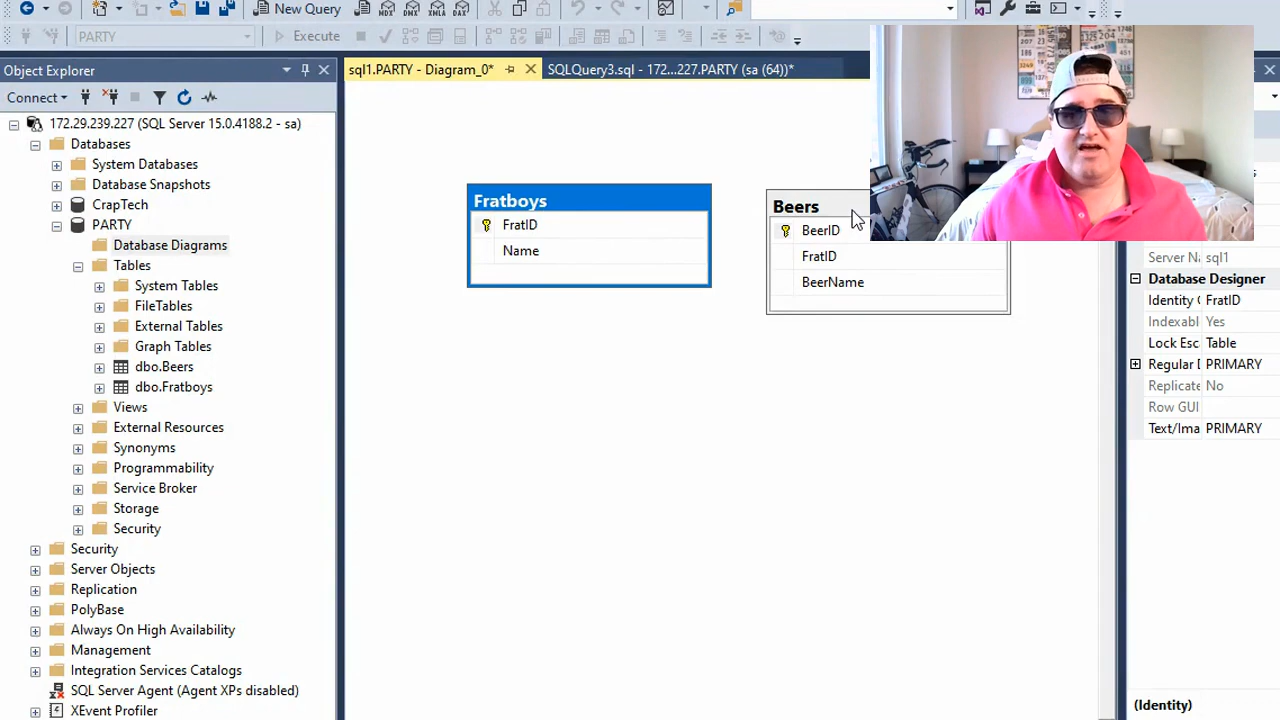 New Query
MDX
DMX
XMLA
DAX
PARTY
Execute
Object Explorer
Connect
172.29.239.227 (SQL Server 15.0.4188.2 - sa)
Databases
System Databases
Database Snapshots
CrapTech
PARTY
Database Diagrams
Tables
System Tables
FileTables
External Tables
Graph Tables
dbo.Beers
dbo.Fratboys
Views
External Resources
Synonyms
Programmability
Service Broker
Storage
Security
Security
Server Objects
Replication
PolyBase
Always On High Availability
Management
Integration Services Catalogs
SQL Server Agent (Agent XPs disabled)
XEvent Profiler
sql1.PARTY - Diagram_0*
SQLQuery3.sql - 172...227.PARTY (sa (64))*
Fratboys
FratID
Name
Beers
BeerID
FratID
BeerName
Server Na sql1
Database Designer
Identity C FratID
Indexabl Yes
Lock Esc Table
Regular D PRIMARY
Replicate No
Row GUI
Text/Ima PRIMARY
(Identity)